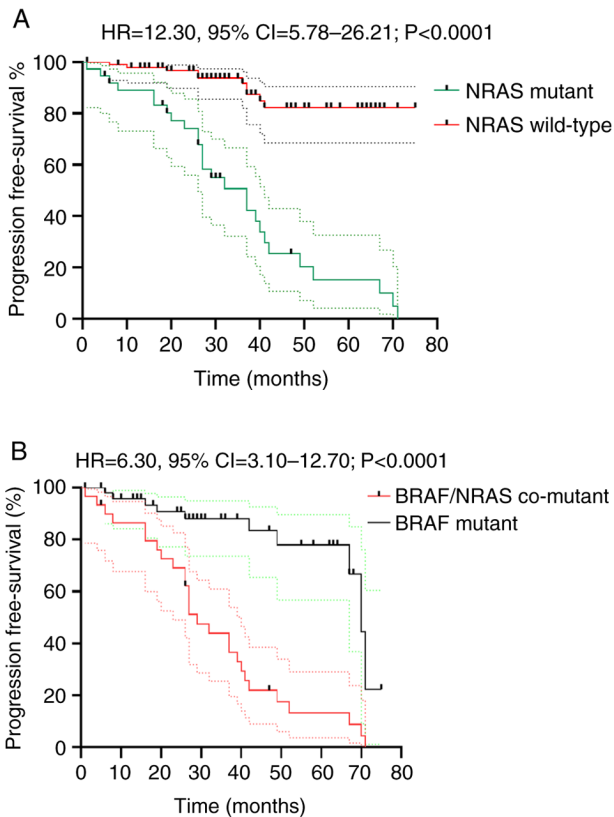 A
HR=12.30, 95% CI=5.78–26.21; P<0.0001
Progression free-survival %
100
80
60
40
20
0
0 10 20 30 40 50 60 70 80
Time (months)
NRAS mutant
NRAS wild-type
B
HR=6.30, 95% CI=3.10–12.70; P<0.0001
Progression free-survival (%)
100
80
60
40
20
0
0 10 20 30 40 50 60 70 80
Time (months)
BRAF/NRAS co-mutant
BRAF mutant